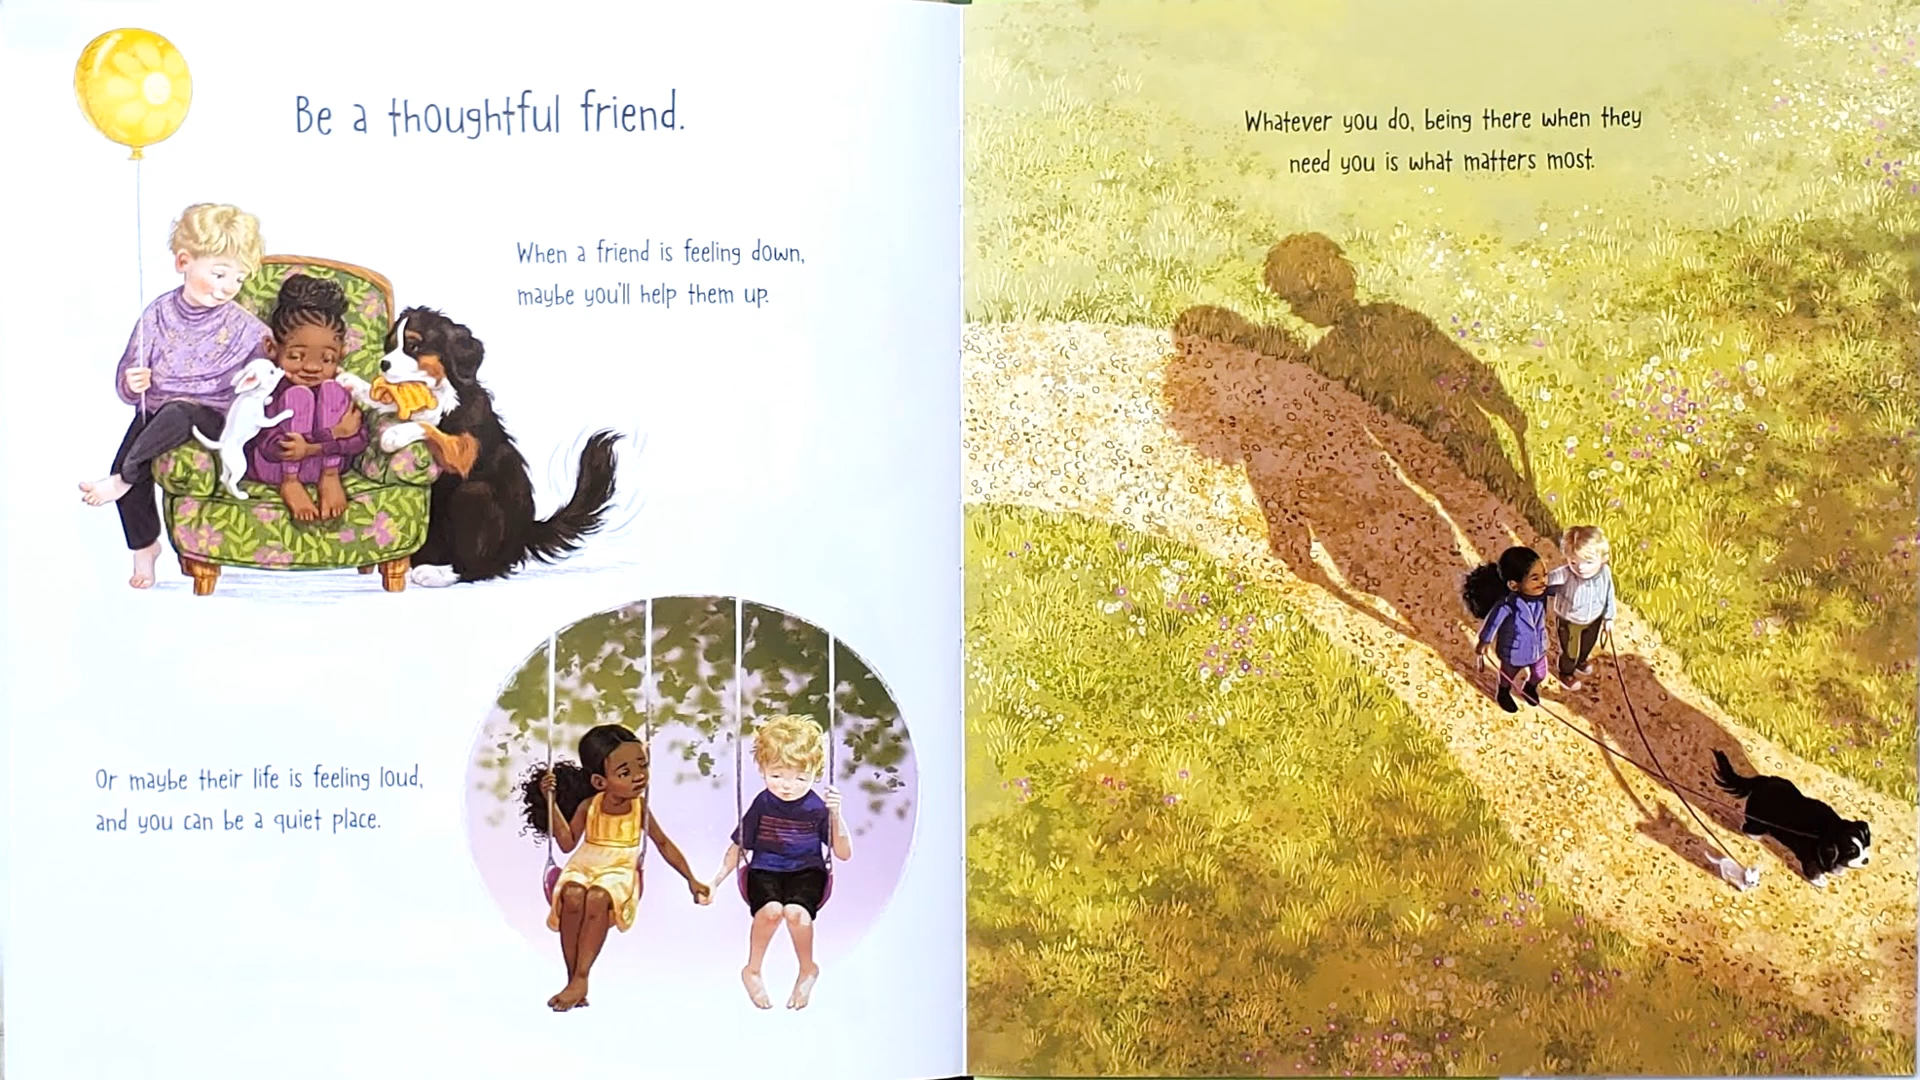 Be a thoughtful friend.
When a friend is feeling down,
maybe you'll help them up.
Or maybe their life is feeling loud,
and you can be a quiet place.
Whatever you do, being there when they
need you is what matters most.